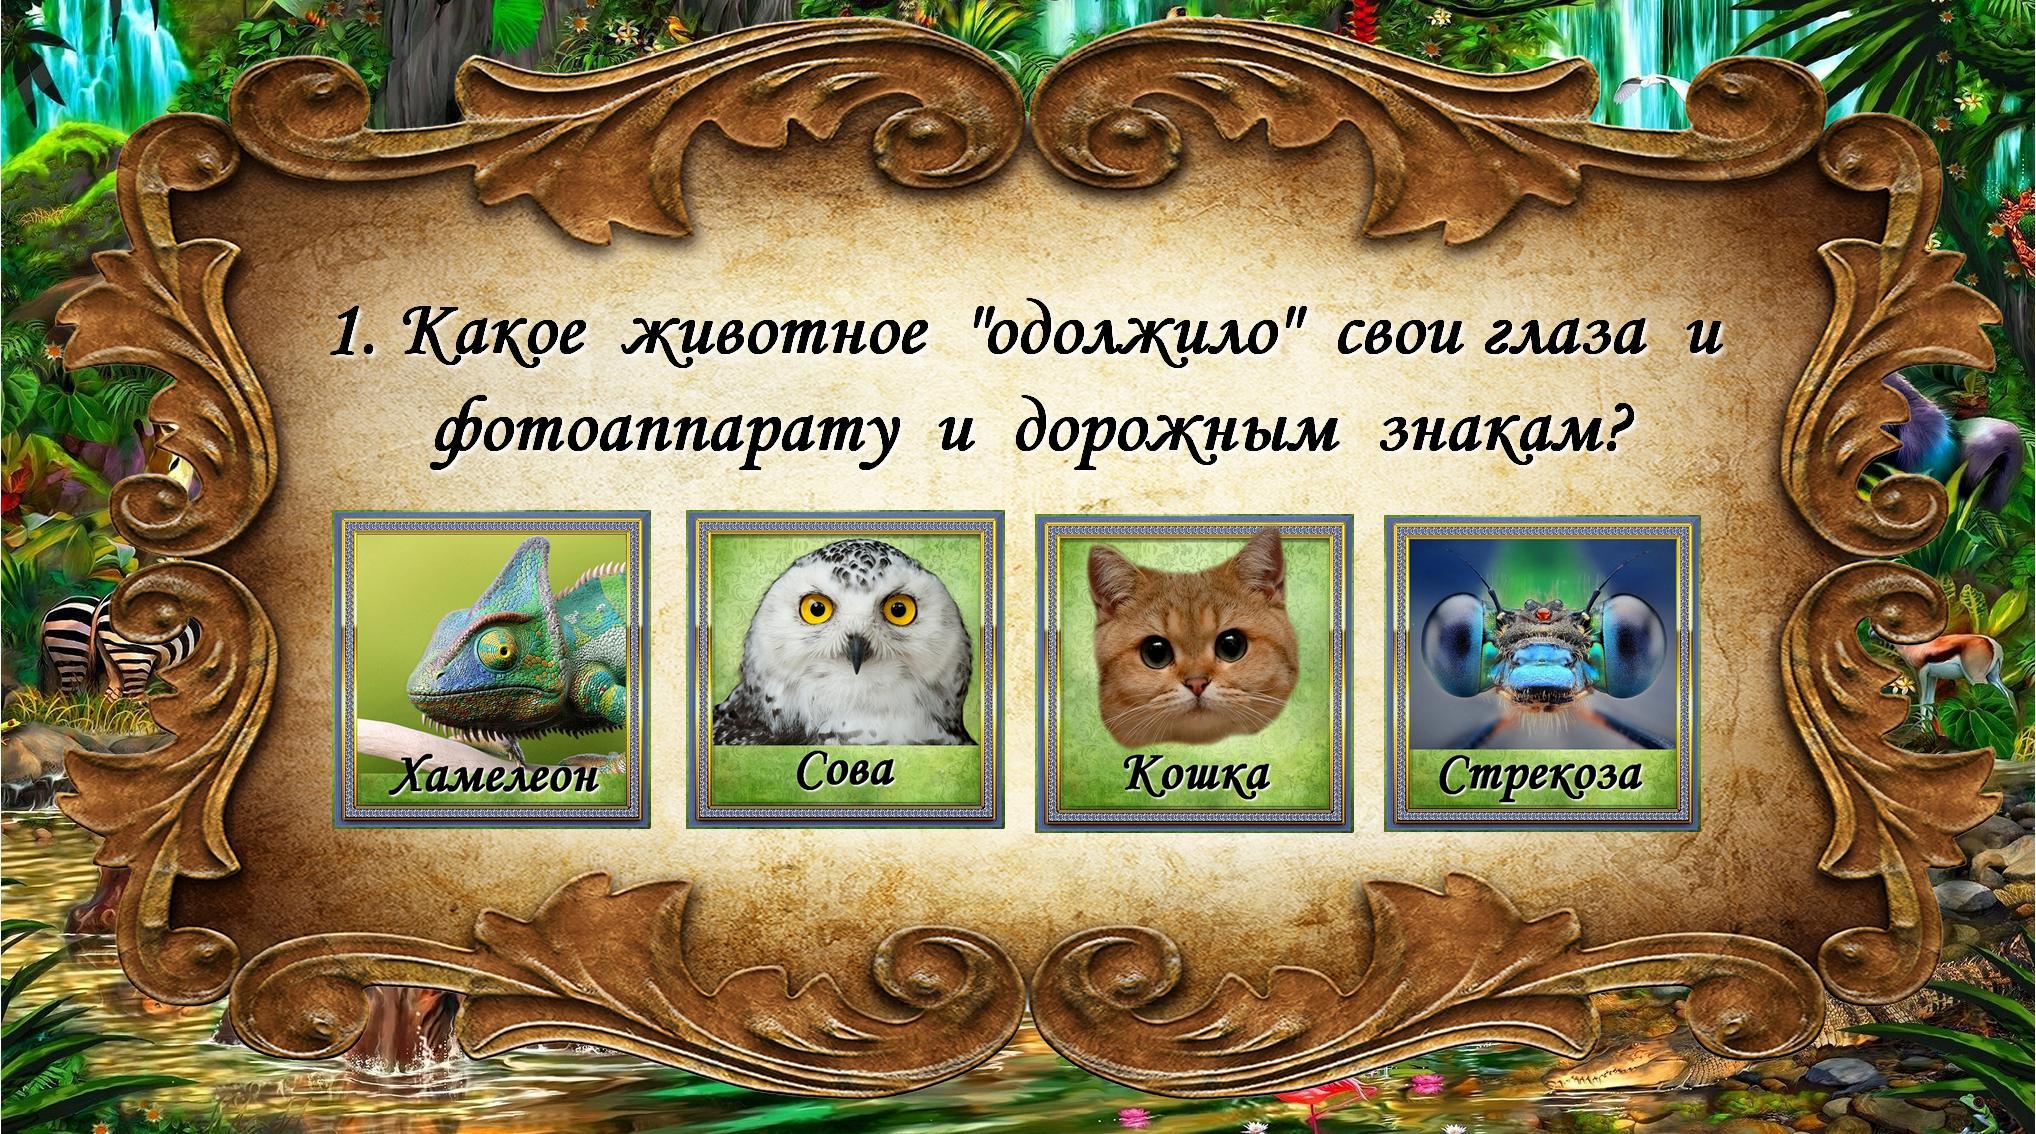 1. Какое животное "одолжило" свои глаза и
фотоаппарату и дорожным знакам?
Хамелеон
Сова
Кошка
Стрекоза